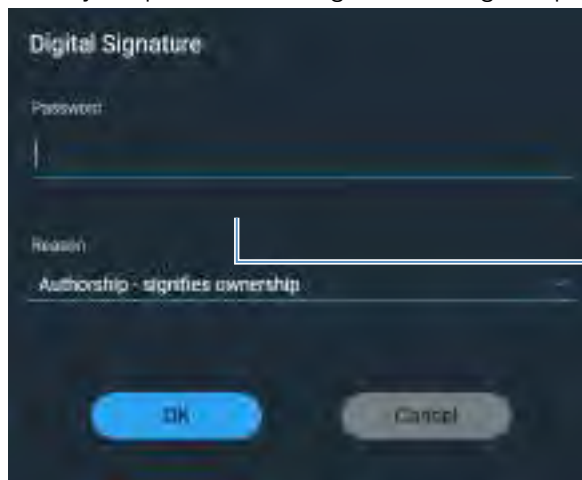 Digital Signature
Password
Reason
Authorship - signifies ownership
OK
Cancel